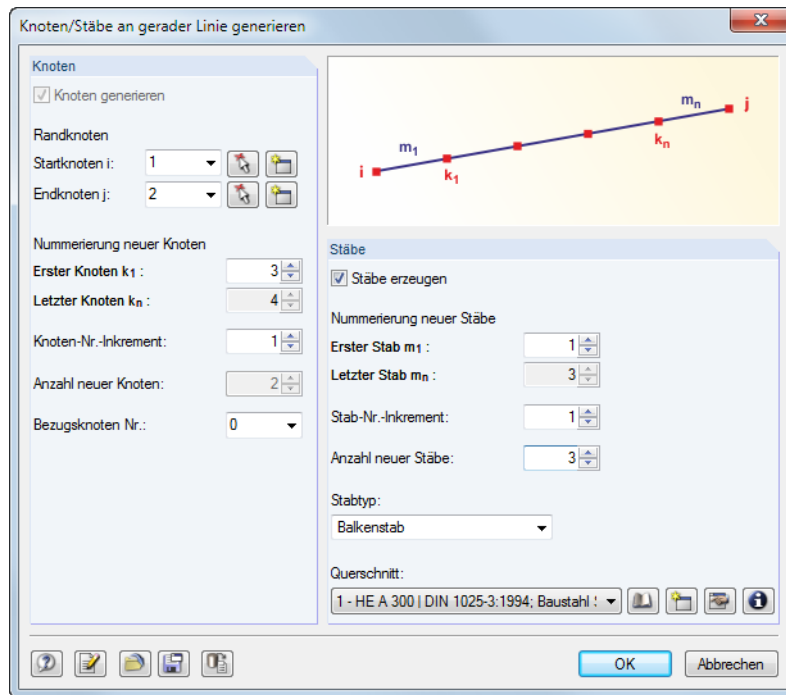 Knoten/Stäbe an gerader Linie generieren
Knoten
Knoten generieren
Randknoten
Startknoten i: 1
Endknoten j: 2
Nummerierung neuer Knoten
Erster Knoten k1 : 3
Letzter Knoten kn : 4
Knoten-Nr.-Inkrement: 1
Anzahl neuer Knoten: 2
Bezugsknoten Nr.: 0
i
m1
k1
kn
mn
j
Stäbe
Stäbe erzeugen
Nummerierung neuer Stäbe
Erster Stab m1 : 1
Letzter Stab mn : 3
Stab-Nr.-Inkrement: 1
Anzahl neuer Stäbe: 3
Stabtyp:
Balkenstab
Querschnitt:
1 - HE A 300 | DIN 1025-3:1994; Baustahl
OK
Abbrechen